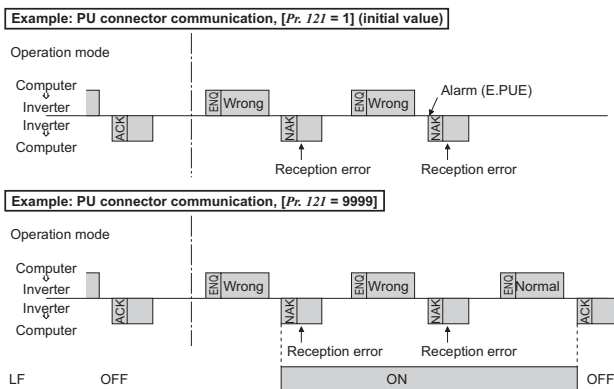 Example: PU connector communication, [Pr. 121 = 1] (initial value)
Operation mode
Computer
⇩
Inverter
Inverter
⇩
Computer
ACK
ENQ Wrong
NAK
Reception error
ENQ Wrong
Alarm (E.PUE)
NAK
Reception error
Example: PU connector communication, [Pr. 121 = 9999]
Operation mode
Computer
⇩
Inverter
Inverter
⇩
Computer
ACK
ENQ Wrong
NAK
Reception error
ENQ Wrong
NAK
Reception error
ENQ Normal
ACK
LF OFF ON OFF